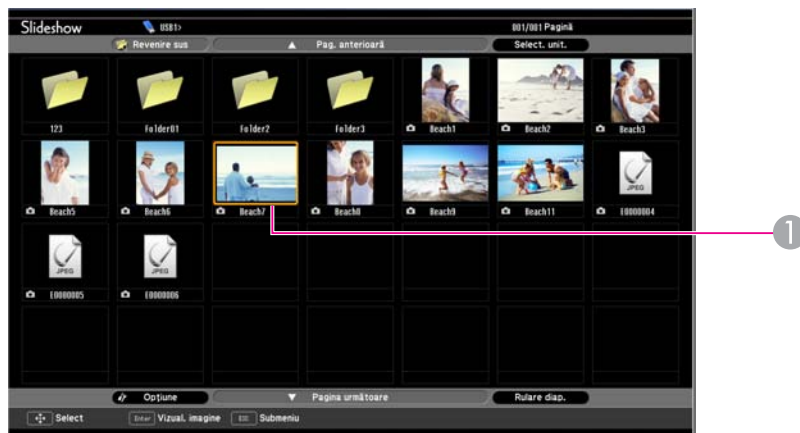 Slideshow USB1> 001/001 Pagină
Revenire sus ▲ Pag. anterioară Select. unit.
123 Folder01 Folder2 Folder3 Beach1 Beach2 Beach3
Beach5 Beach6 Beach7 Beach8 Beach9 Beach11 E0000004
JPEG
1
JPEG JPEG
E0000005 E0000006
Opțiune ▼ Pagina următoare Rulare diap.
Select Enter Vizual. imagine ESC Submeniu